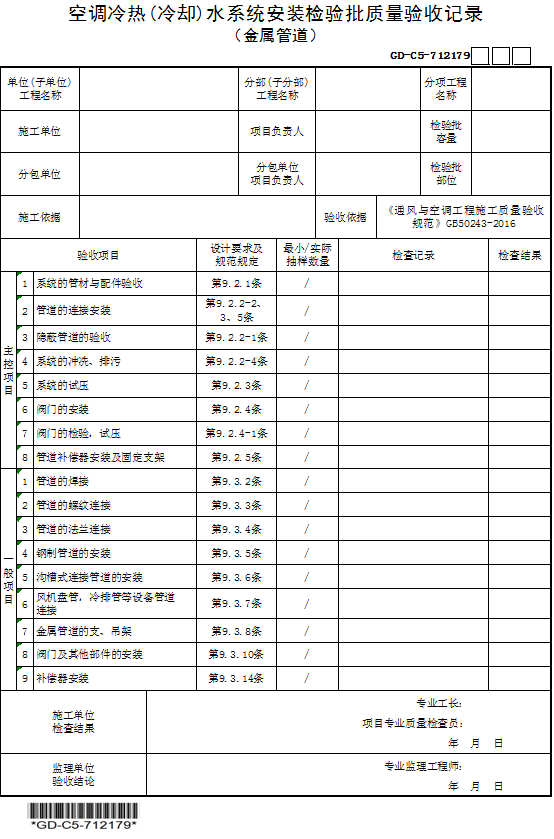 空调冷热(冷却)水系统安装检验批质量验收记录
（金属管道）
GD-C5-712179
单位(子单位)
工程名称
分部(子分部)
工程名称
分项工程
名称
施工单位
项目负责人
检验批
容量
分包单位
分包单位
项目负责人
检验批
部位
施工依据
验收依据
《通风与空调工程施工质量验收
规范》GB50243-2016
验收项目
设计要求及
规范规定
最小/实际
抽样数量
检查记录
检查结果
主控项目
1 系统的管材与配件验收 第9.2.1条 /
2 管道的连接安装 第9.2.2-2、
3、5条 /
3 隐蔽管道的验收 第9.2.2-1条 /
4 系统的冲洗、排污 第9.2.2-4条 /
5 系统的试压 第9.2.3条 /
6 阀门的安装 第9.2.4条 /
7 阀门的检验，试压 第9.2.4-1条 /
8 管道补偿器安装及固定支架 第9.2.5条 /
一般项目
1 管道的焊接 第9.3.2条 /
2 管道的螺纹连接 第9.3.3条 /
3 管道的法兰连接 第9.3.4条 /
4 钢制管道的安装 第9.3.5条 /
5 沟槽式连接管道的安装 第9.3.6条 /
6 风机盘管，冷排管等设备管道
连接 第9.3.7条 /
7 金属管道的支、吊架 第9.3.8条 /
8 阀门及其他部件的安装 第9.3.10条 /
9 补偿器安装 第9.3.14条 /
施工单位
检查结果
专业工长：
项目专业质量检查员：
年 月 日
监理单位
验收结论
专业监理工程师：
年 月 日
*GD-C5-712179*